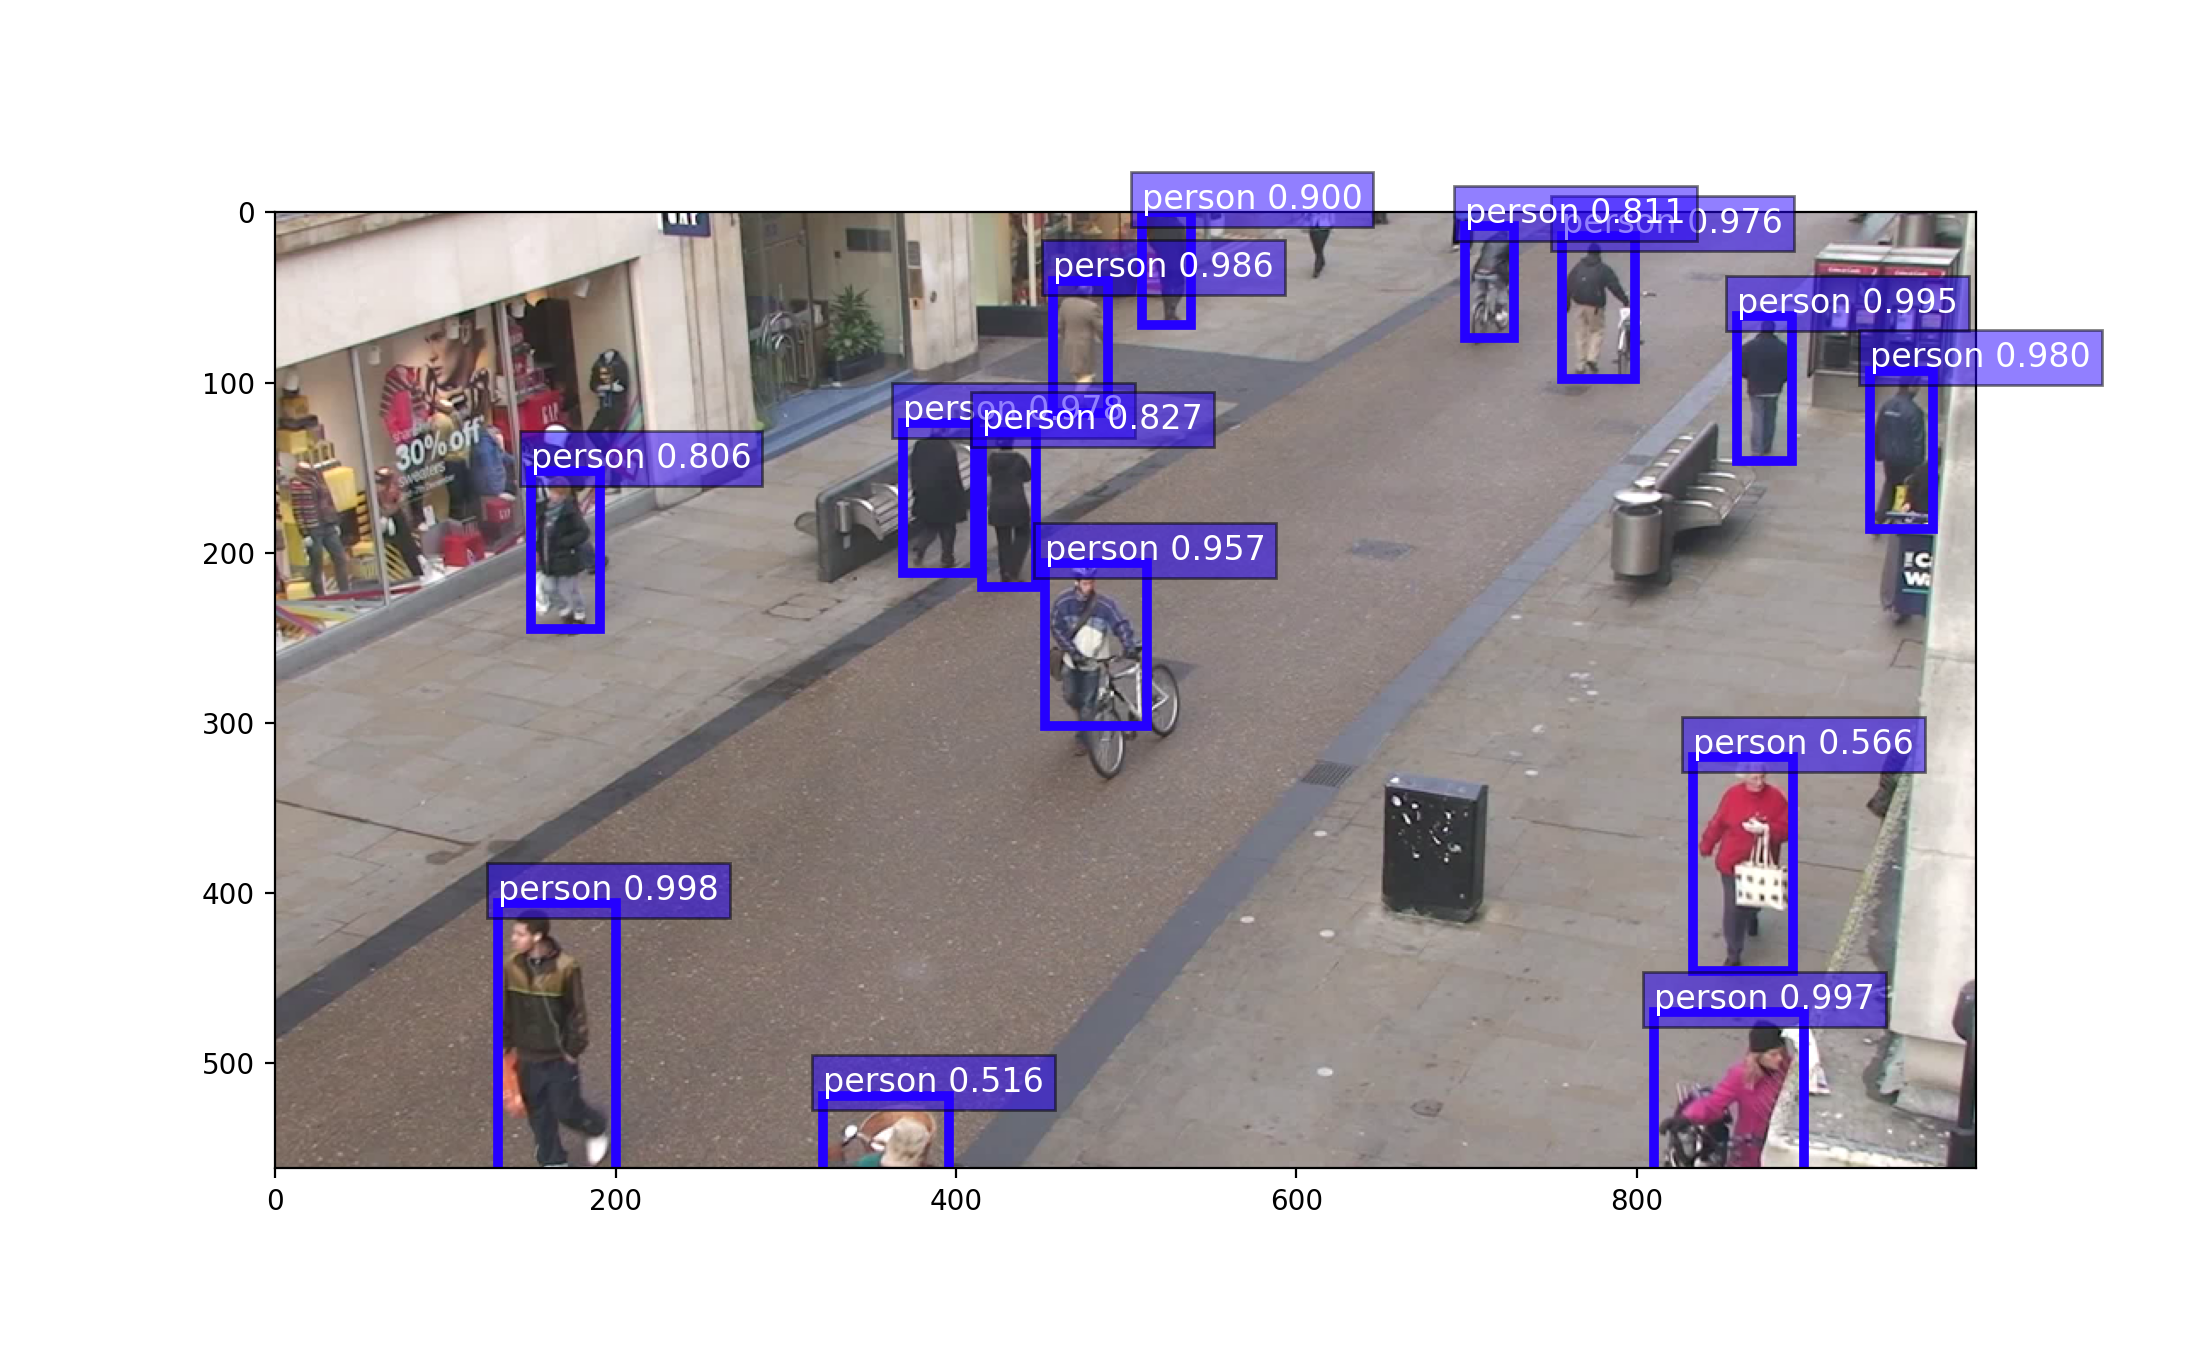 person 0.900
person 0.811
person 0.976
person 0.986
person 0.995
person 0.980
person 0.978
person 0.827
person 0.806
person 0.957
person 0.566
person 0.998
person 0.997
person 0.516
30% off
sweaters
GAP
0
100
200
300
400
500
0
200
400
600
800